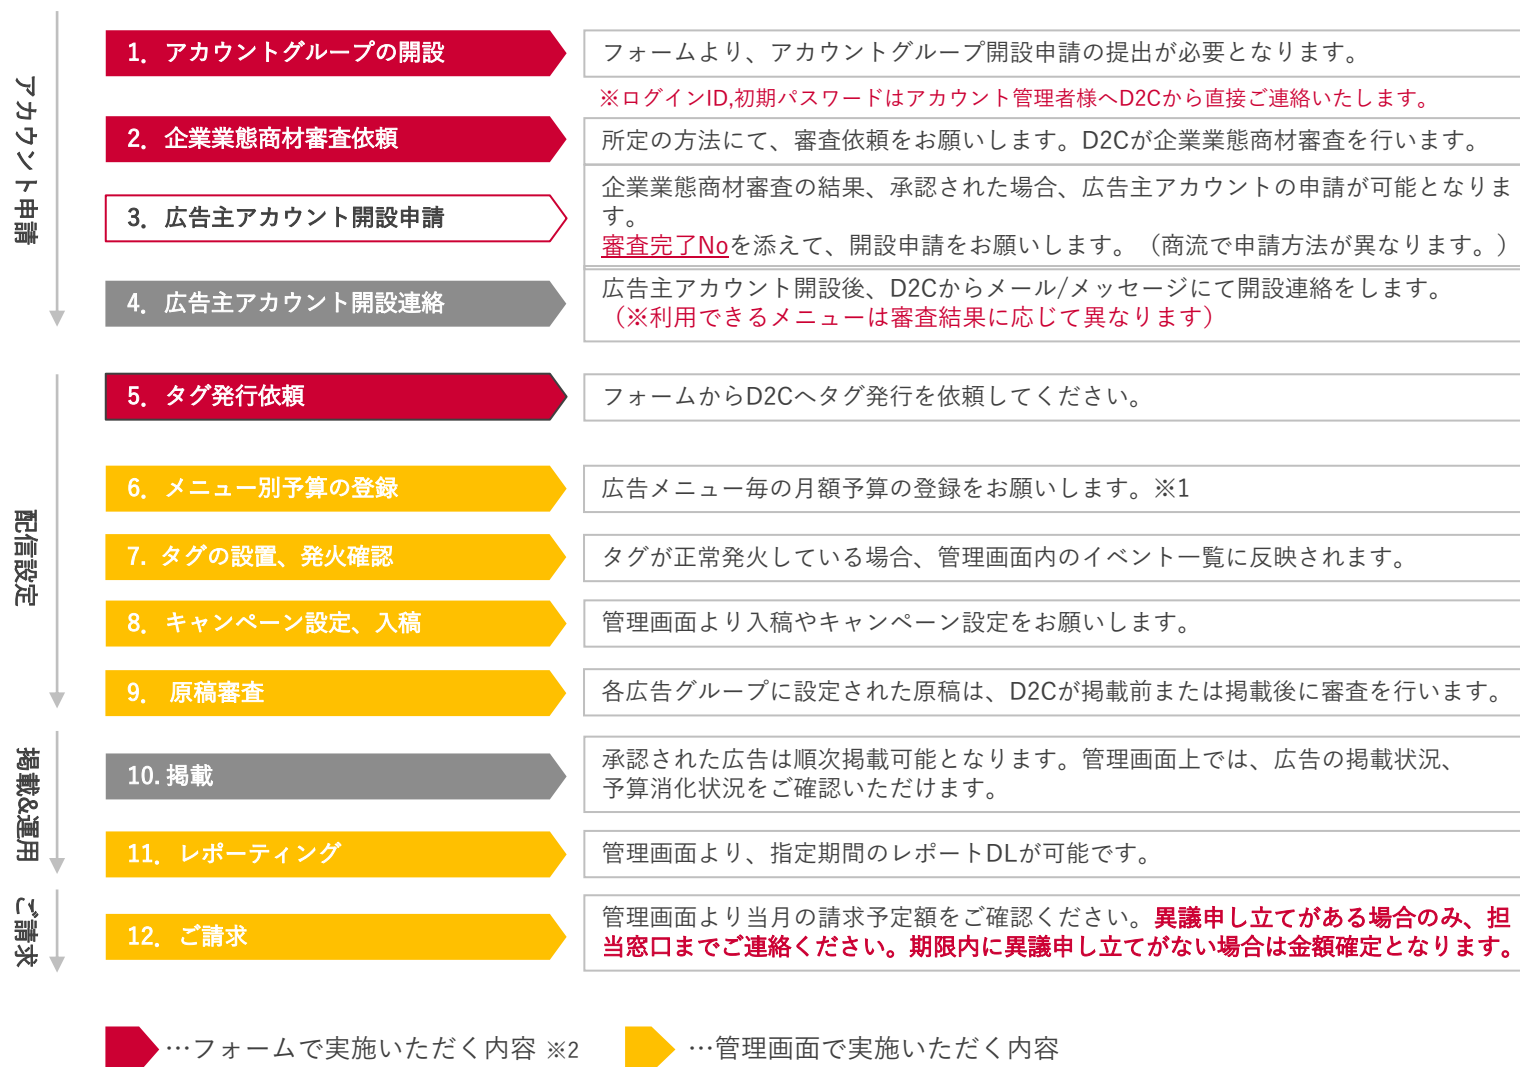 アカウント申請
1. アカウントグループの開設
フォームより、アカウントグループ開設申請の提出が必要となります。
※ログインID,初期パスワードはアカウント管理者様へD2Cから直接ご連絡いたします。
2. 企業業態商材審査依頼
所定の方法にて、審査依頼をお願いします。D2Cが企業業態商材審査を行います。
3. 広告主アカウント開設申請
企業業態商材審査の結果、承認された場合、広告主アカウントの申請が可能となりま
す。
審査完了Noを添えて、開設申請をお願いします。（商流で申請方法が異なります。）
4. 広告主アカウント開設連絡
広告主アカウント開設後、D2Cからメール/メッセージにて開設連絡をします。
（※利用できるメニューは審査結果に応じて異なります）
配信設定
5. タグ発行依頼
フォームからD2Cへタグ発行を依頼してください。
6. メニュー別予算の登録
広告メニュー毎の月額予算の登録をお願いします。※1
7. タグの設置、発火確認
タグが正常発火している場合、管理画面内のイベント一覧に反映されます。
8. キャンペーン設定、入稿
管理画面より入稿やキャンペーン設定をお願いします。
9. 原稿審査
各広告グループに設定された原稿は、D2Cが掲載前または掲載後に審査を行います。
掲載&運用
10. 掲載
承認された広告は順次掲載可能となります。管理画面上では、広告の掲載状況、
予算消化状況をご確認いただけます。
11. レポーティング
管理画面より、指定期間のレポートDLが可能です。
ご請求
12. ご請求
管理画面より当月の請求予定額をご確認ください。異議申し立てがある場合のみ、担
当窓口までご連絡ください。期限内に異議申し立てがない場合は金額確定となります。
…フォームで実施いただく内容 ※2
…管理画面で実施いただく内容